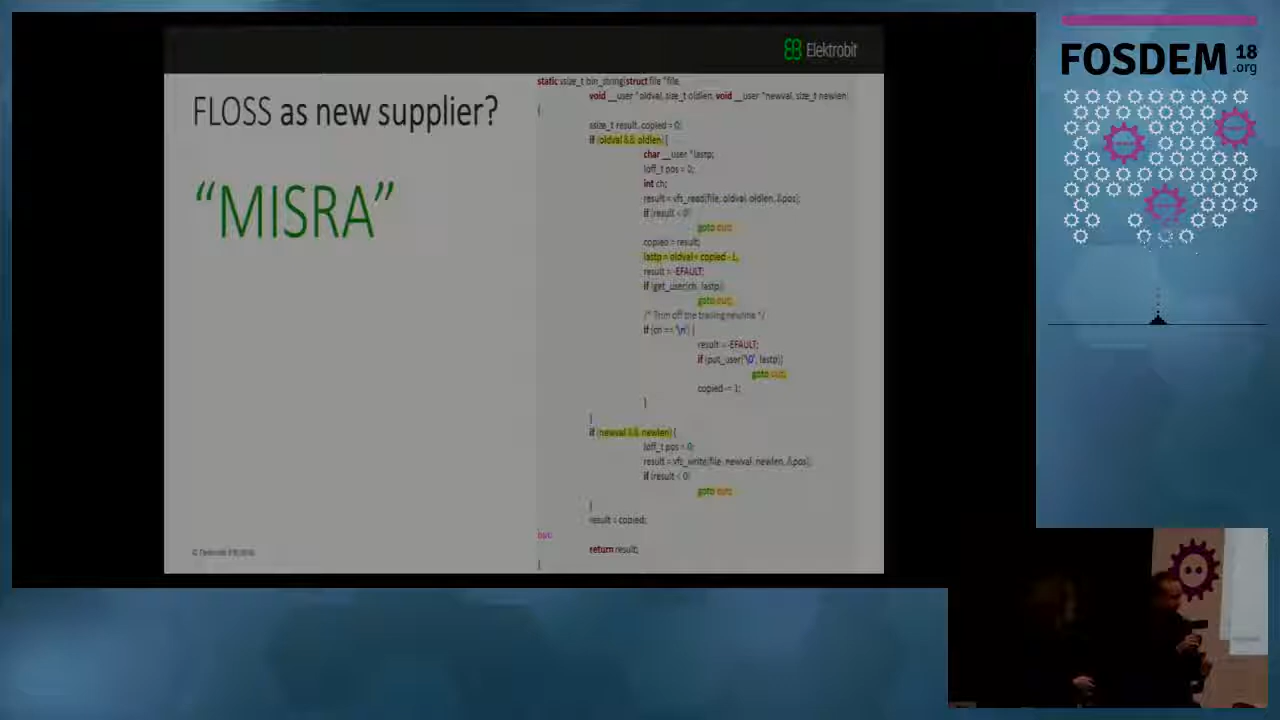 Elektrobit
FOSDEM 18
.org
FLOSS as new supplier?
“MISRA”
static ssize_t bin_string(struct file *file,
void __user *oldval, size_t oldlen, void __user *newval, size_t newlen)
{
ssize_t result, copied = 0;
if (oldval && oldlen) {
char __user *lastp;
loff_t pos = 0;
int ch;
result = vfs_read(file, oldval, oldlen, &pos);
if (result < 0)
goto out;
copied = result;
lastp = oldval + copied - 1;
result = -EFAULT;
if (get_user(ch, lastp))
goto out;
/* Trim off the trailing newline */
if (ch == '\n') {
result = -EFAULT;
if (put_user('\0', lastp))
goto out;
copied -= 1;
}
}
if (newval && newlen) {
loff_t pos = 0;
result = vfs_write(file, newval, newlen, &pos);
if (result < 0)
goto out;
}
result = copied;
out:
return result;
}